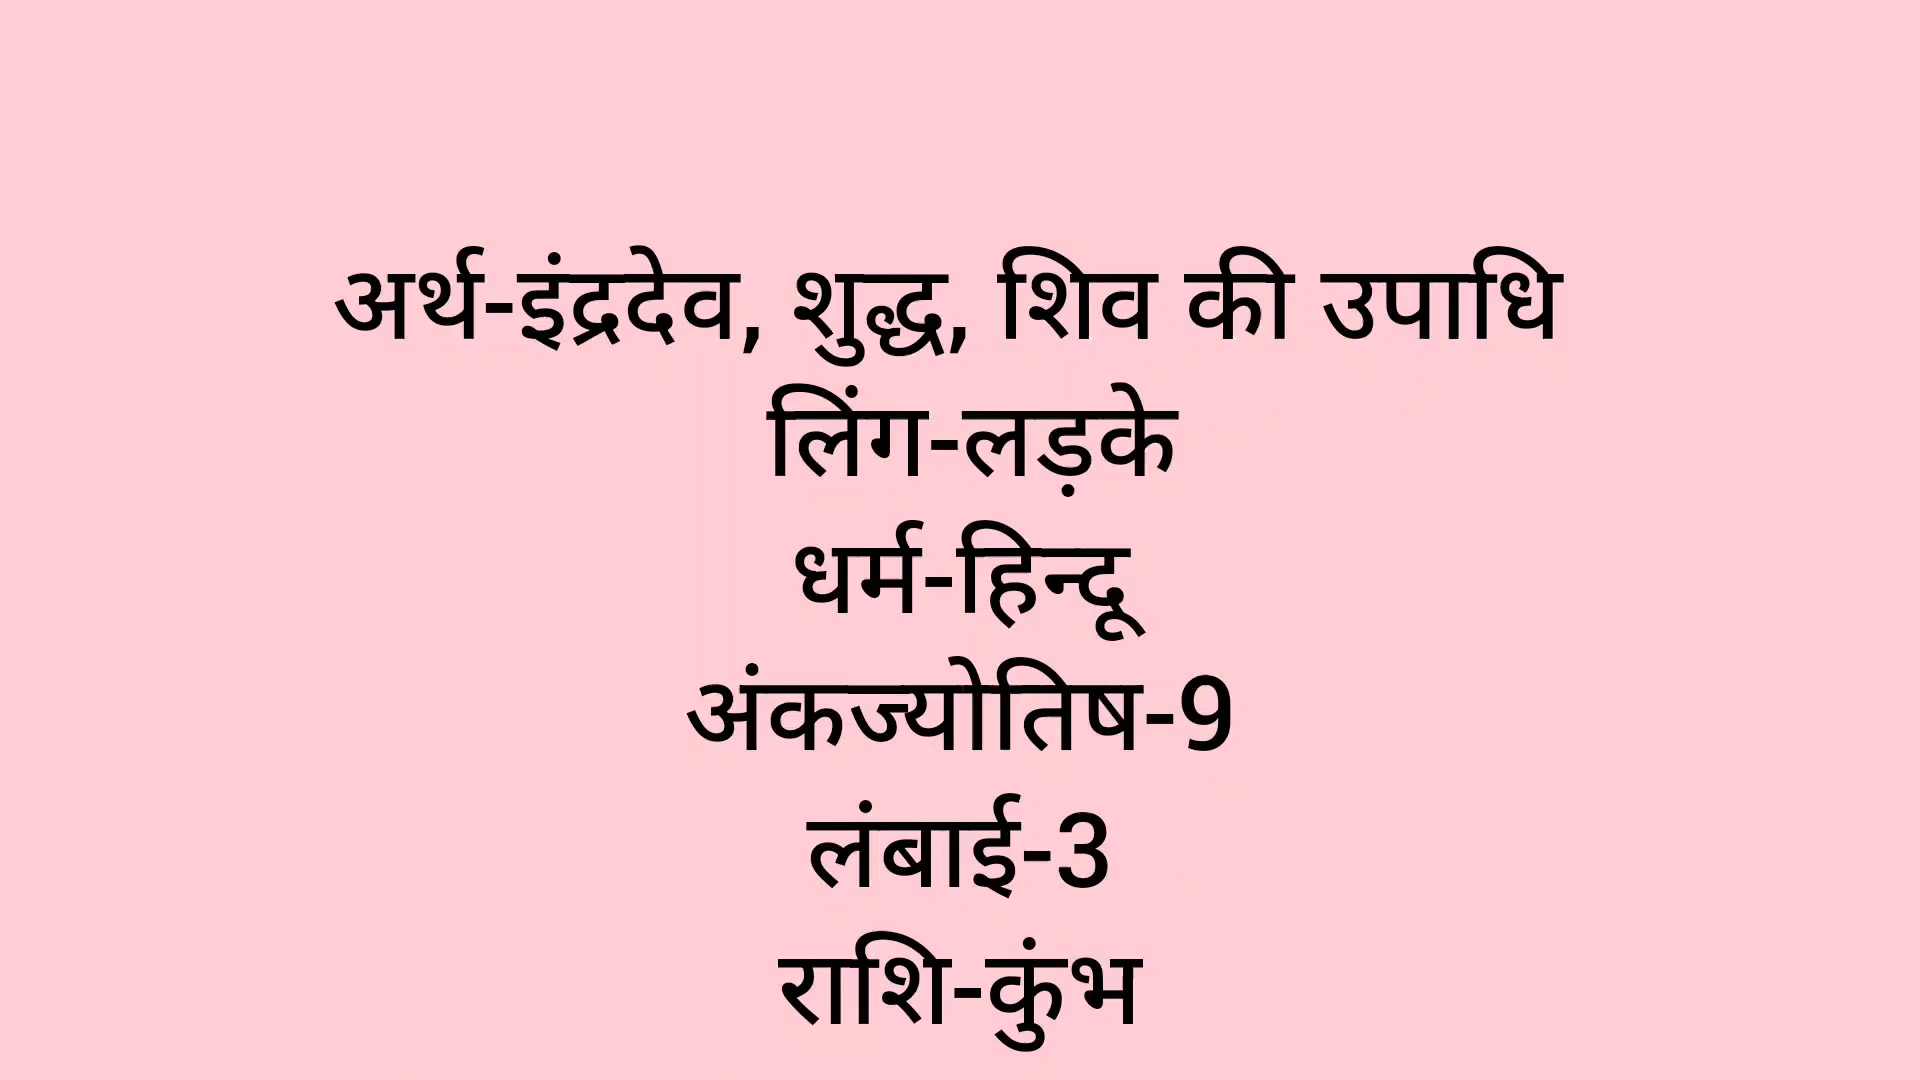 अर्थ-इंद्रदेव, शुद्ध, शिव की उपाधि
लिंग-लड़के
धर्म-हिन्दू
अंकज्योतिष-9
लंबाई-3
राशि-कुंभ